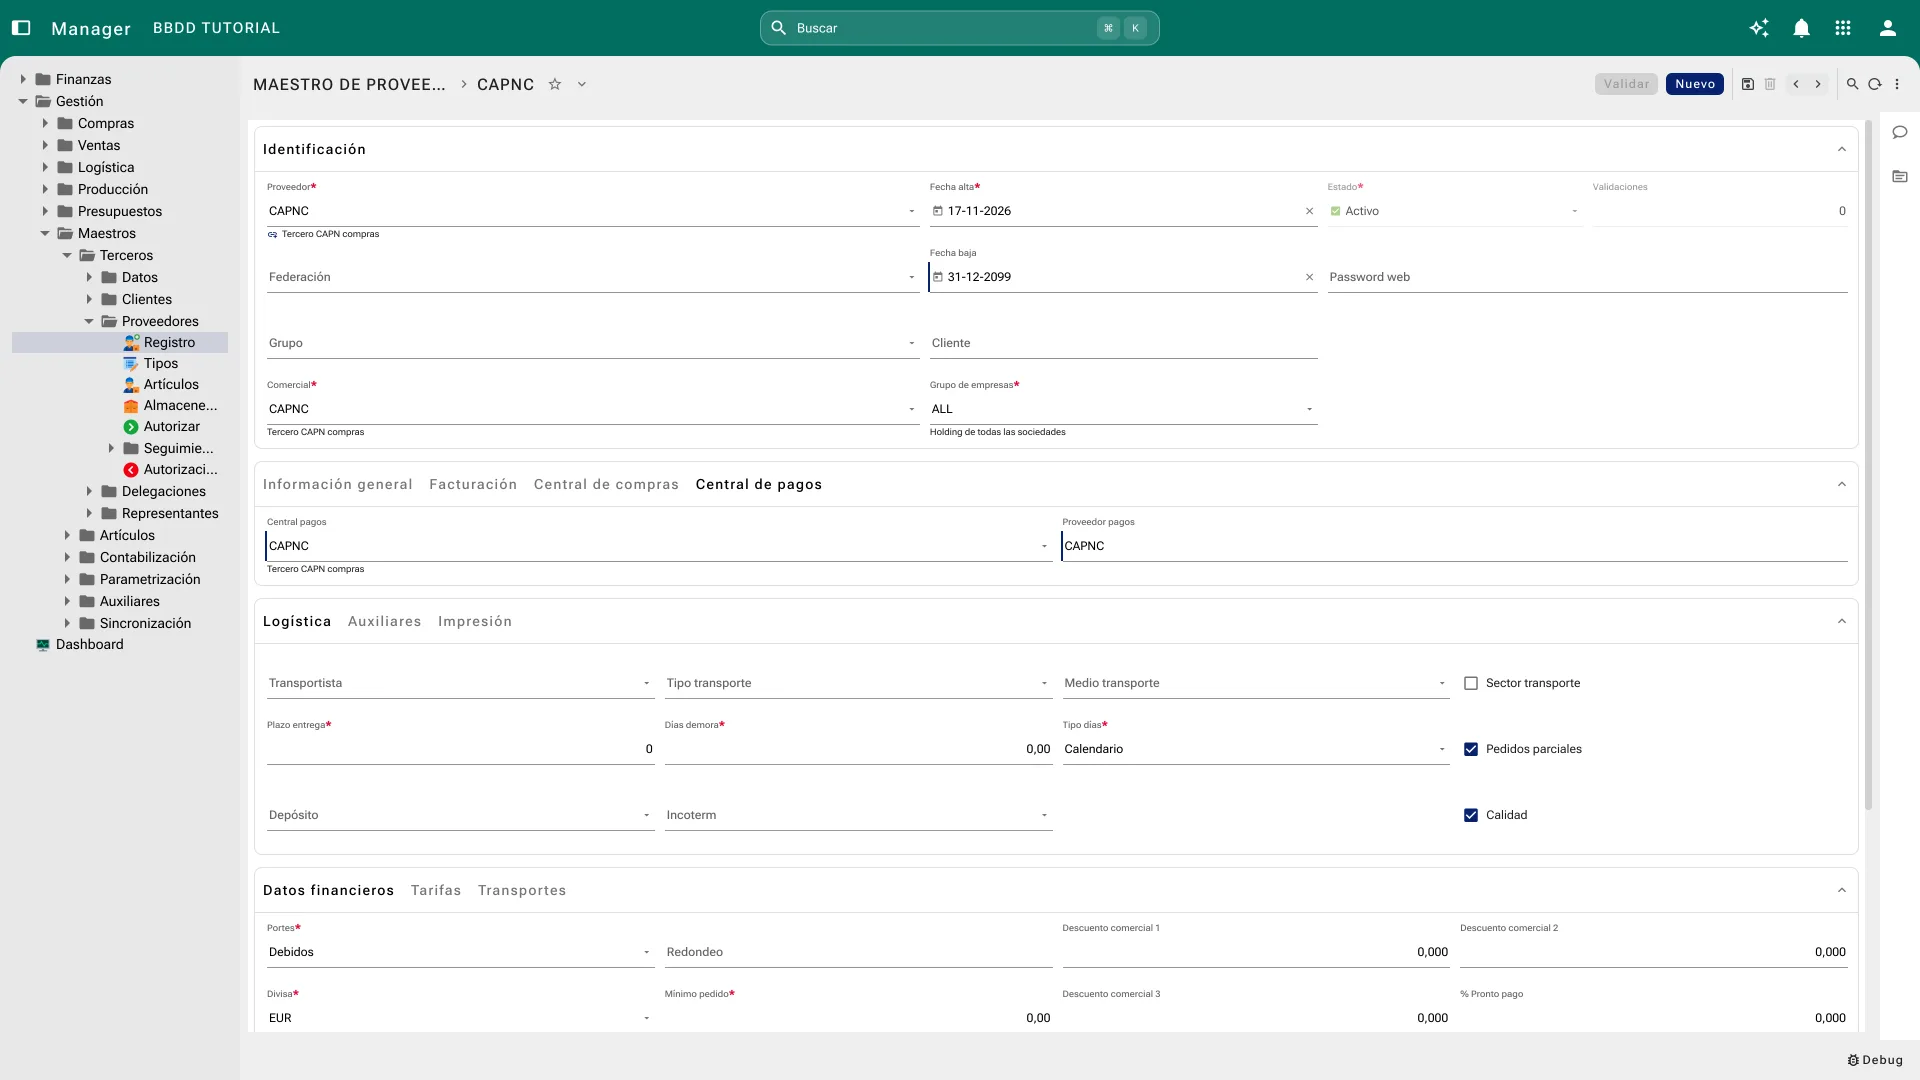 Manager BBDD TUTORIAL
Buscar ⌘ K
Finanzas
Gestión
Compras
Ventas
Logística
Producción
Presupuestos
Maestros
Terceros
Datos
Clientes
Proveedores
Registro
Tipos
Artículos
Almacene...
Autorizar
Seguimie...
Autorizaci...
Delegaciones
Representantes
Artículos
Contabilización
Parametrización
Auxiliares
Sincronización
Dashboard
MAESTRO DE PROVEE... > CAPNC
Validar Nuevo
Identificación
Proveedor* Fecha alta* Estado* Validaciones
CAPNC 17-11-2026 Activo 0
Tercero CAPN compras
Fecha baja
Federación 31-12-2099 Password web
Grupo Cliente
Comercial* Grupo de empresas*
CAPNC ALL
Tercero CAPN compras Holding de todas las sociedades
Información general Facturación Central de compras Central de pagos
Central pagos Proveedor pagos
CAPNC CAPNC
Tercero CAPN compras
Logística Auxiliares Impresión
Transportista Tipo transporte Medio transporte Sector transporte
Plazo entrega* Días demora* Tipo días*
0 0,00 Calendario Pedidos parciales
Depósito Incoterm Calidad
Datos financieros Tarifas Transportes
Portes* Descuento comercial 1 Descuento comercial 2
Debidos Redondeo 0,000 0,000
Divisa* Mínimo pedido* Descuento comercial 3 % Pronto pago
EUR 0,00 0,000 0,000
Debug